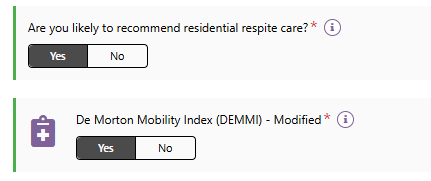 Are you likely to recommend residential respite care? *
Yes No
De Morton Mobility Index (DEMMI) - Modified *
Yes No